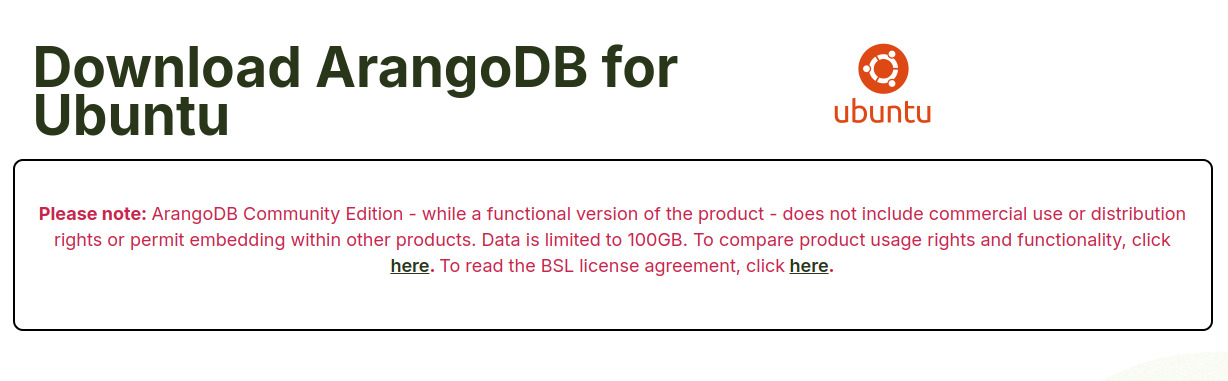 Download ArangoDB for
Ubuntu
ubuntu
Please note: ArangoDB Community Edition - while a functional version of the product - does not include commercial use or distribution
rights or permit embedding within other products. Data is limited to 100GB. To compare product usage rights and functionality, click
here. To read the BSL license agreement, click here.